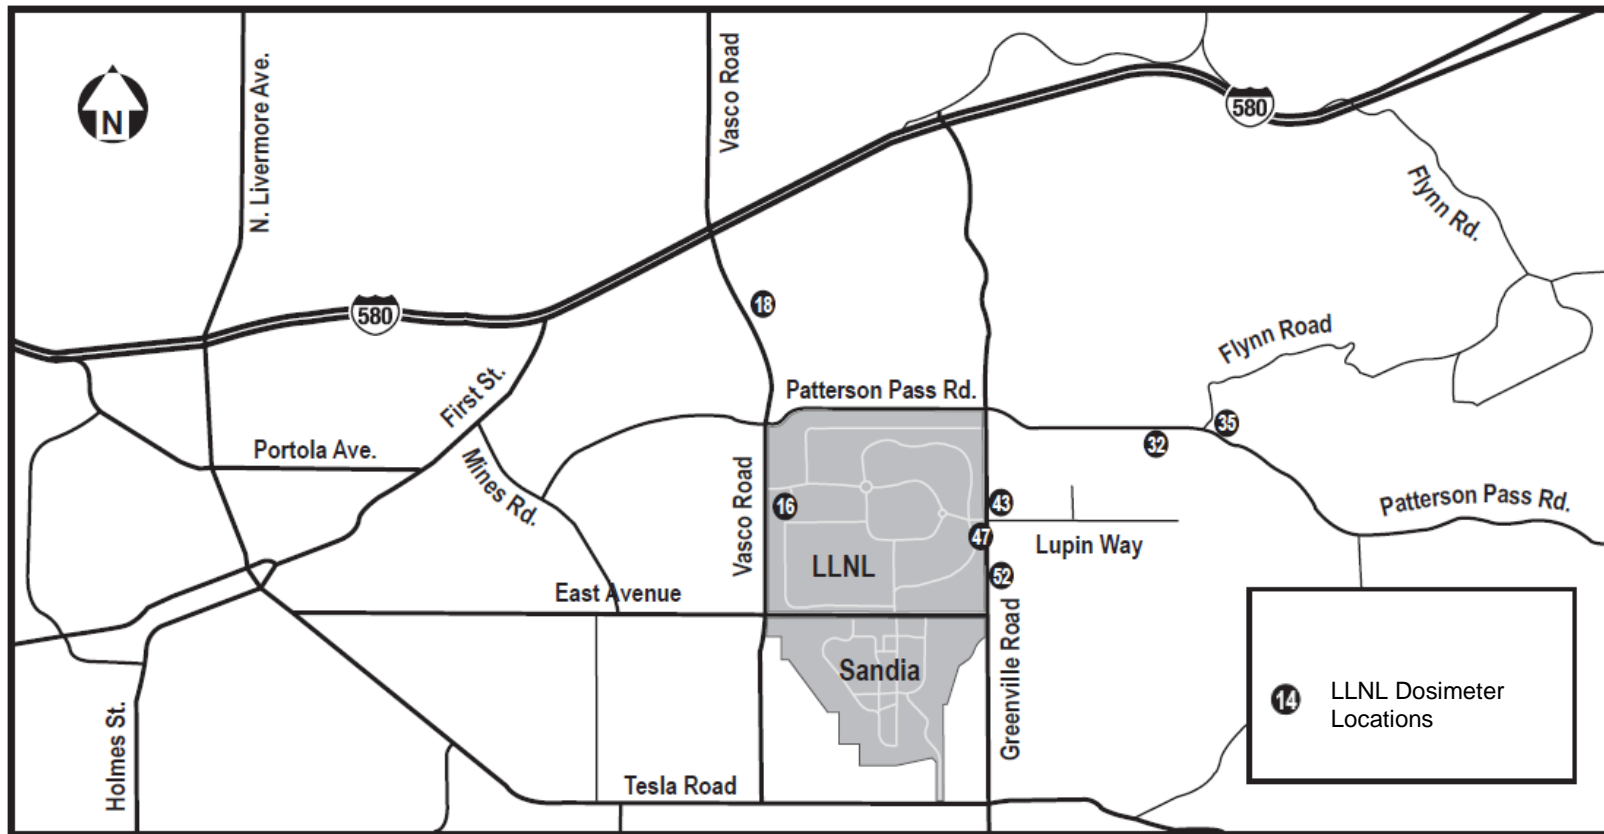 N
N. Livermore Ave.
Vasco Road
580
Flynn Rd.
580
18
Flynn Road
First St.
Patterson Pass Rd.
35
32
Portola Ave.
Mines Rd.
Vasco Road
16
43
Patterson Pass Rd.
47
Lupin Way
LLNL
52
East Avenue
Greenville Road
Sandia
14
LLNL Dosimeter
Locations
Holmes St.
Tesla Road